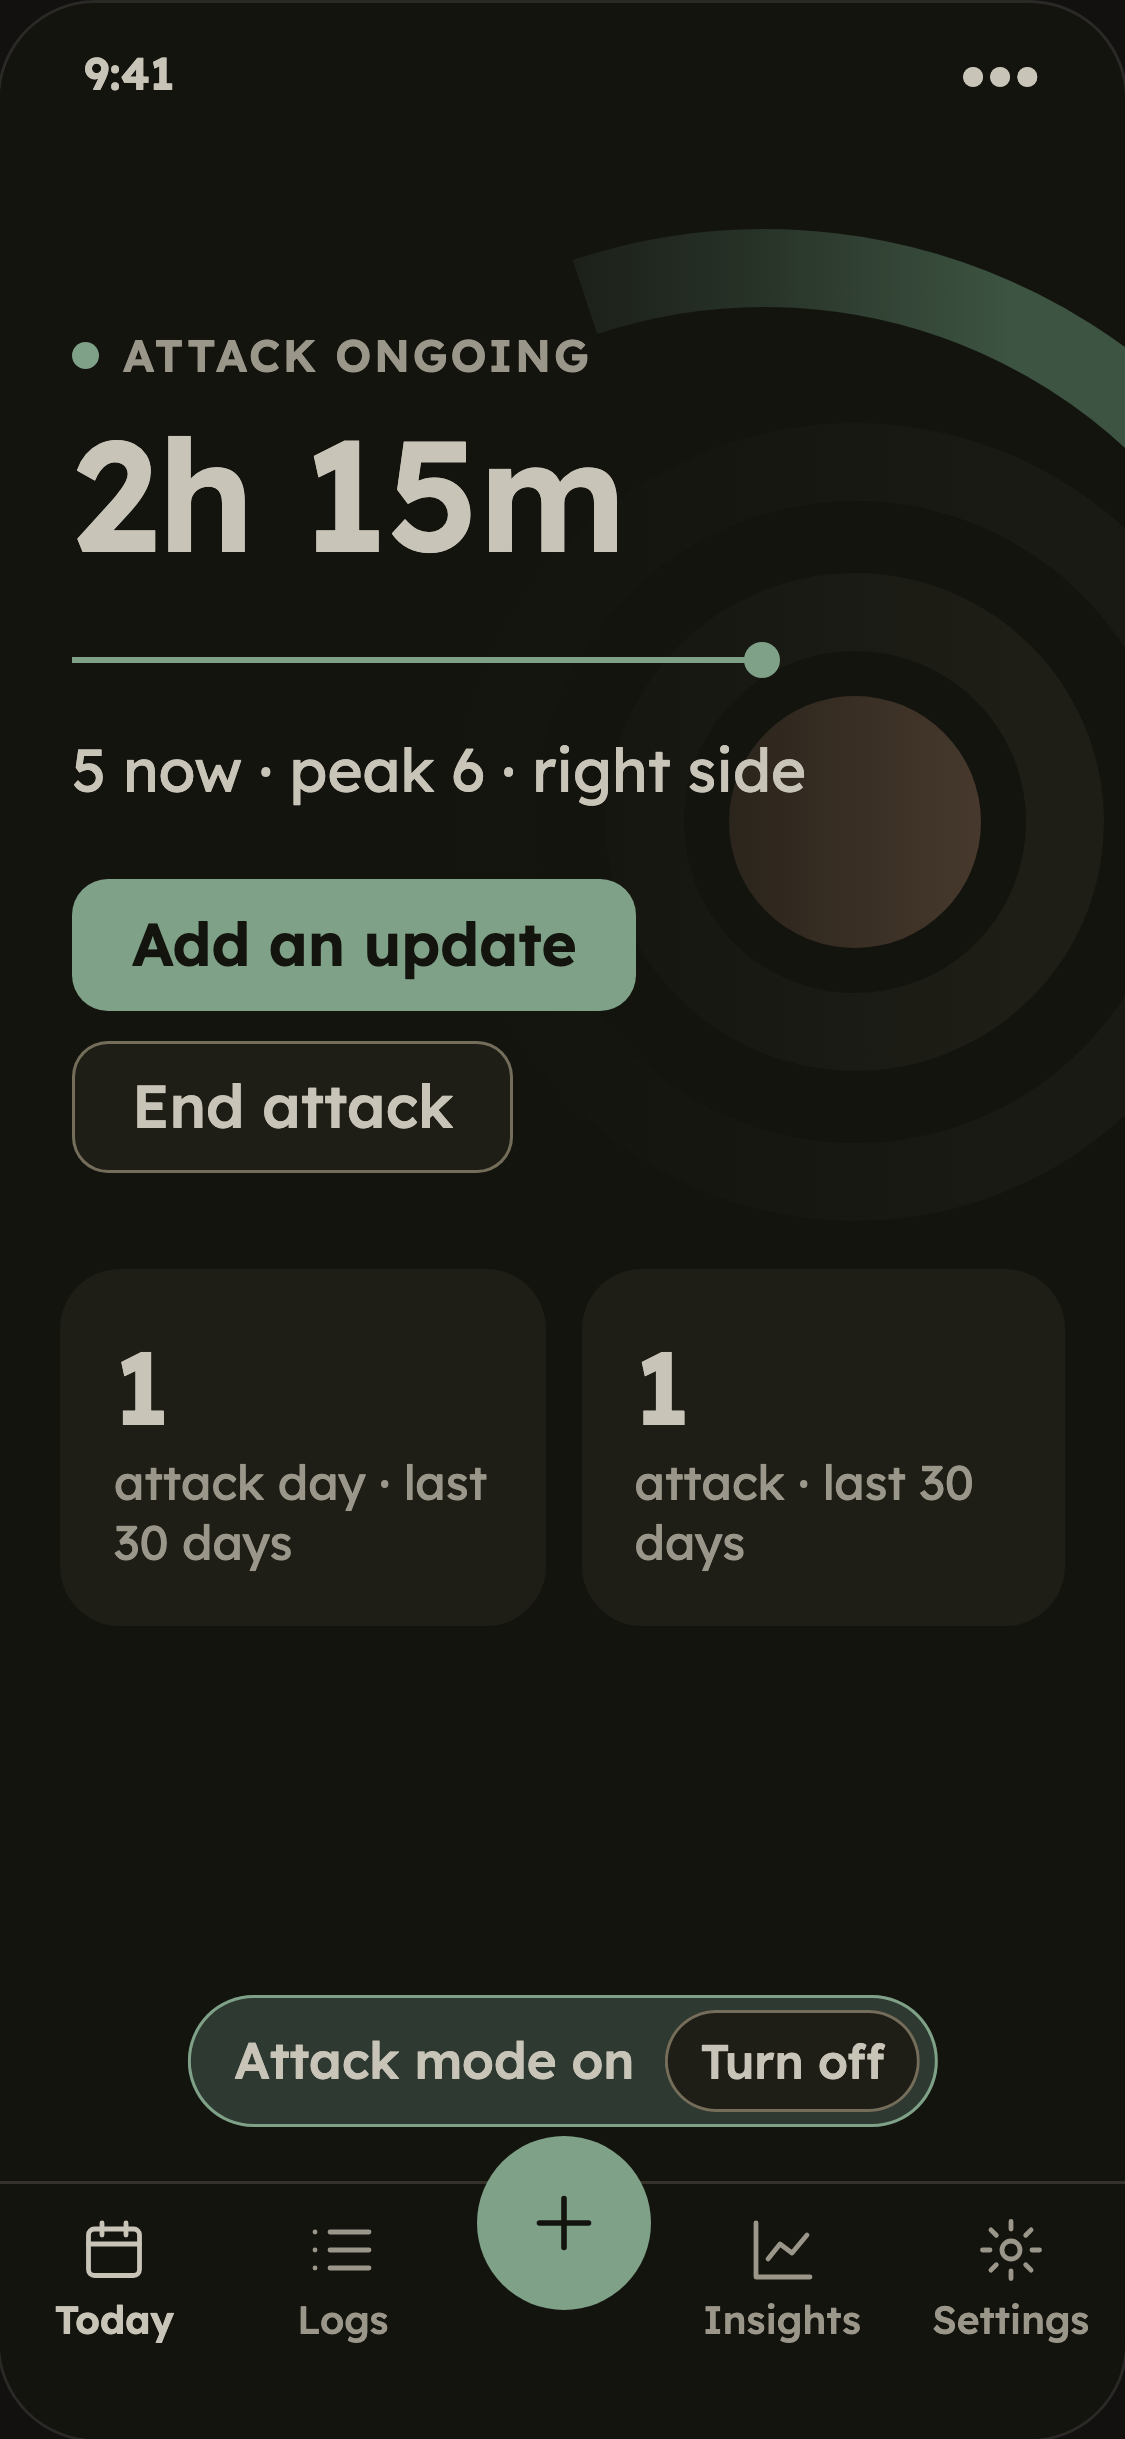 9:41
ATTACK ONGOING
2h 15m
5 now · peak 6 · right side
Add an update
End attack
1
attack day · last
30 days
1
attack · last 30
days
Attack mode on
Turn off
Today
Logs
Insights
Settings